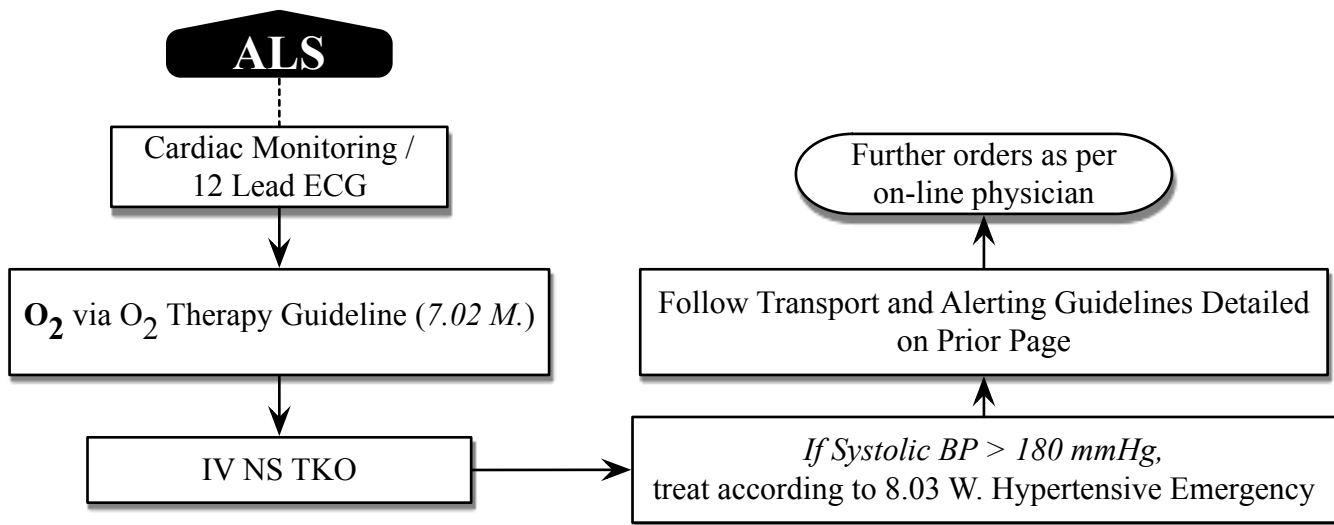 ALS
Cardiac Monitoring /
12 Lead ECG
O2 via O2 Therapy Guideline (7.02 M.)
IV NS TKO
If Systolic BP > 180 mmHg,
treat according to 8.03 W. Hypertensive Emergency
Follow Transport and Alerting Guidelines Detailed
on Prior Page
Further orders as per
on-line physician